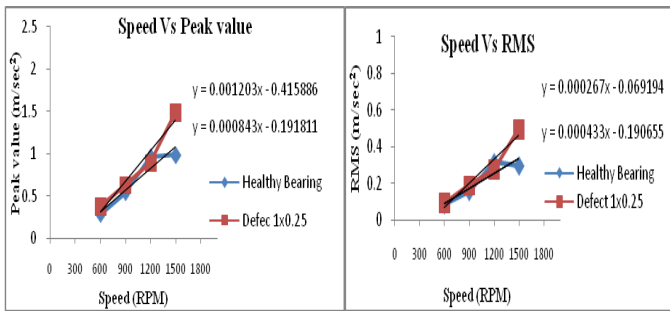 Speed Vs Peak value
Peak value (m/sec²)
2.5
2
1.5
1
0.5
0
y = 0.001203x - 0.415886
y = 0.000843x - 0.191811
Healthy Bearing
Defec 1x0.25
0 300 600 900 1200 1500 1800
Speed (RPM)
Speed Vs RMS
RMS (m/sec²)
1
0.8
0.6
0.4
0.2
0
y = 0.000267x - 0.069194
y = 0.000433x - 0.190655
Healthy Bearing
Defect 1x0.25
0 300 600 900 1200 1500 1800
Speed (RPM)